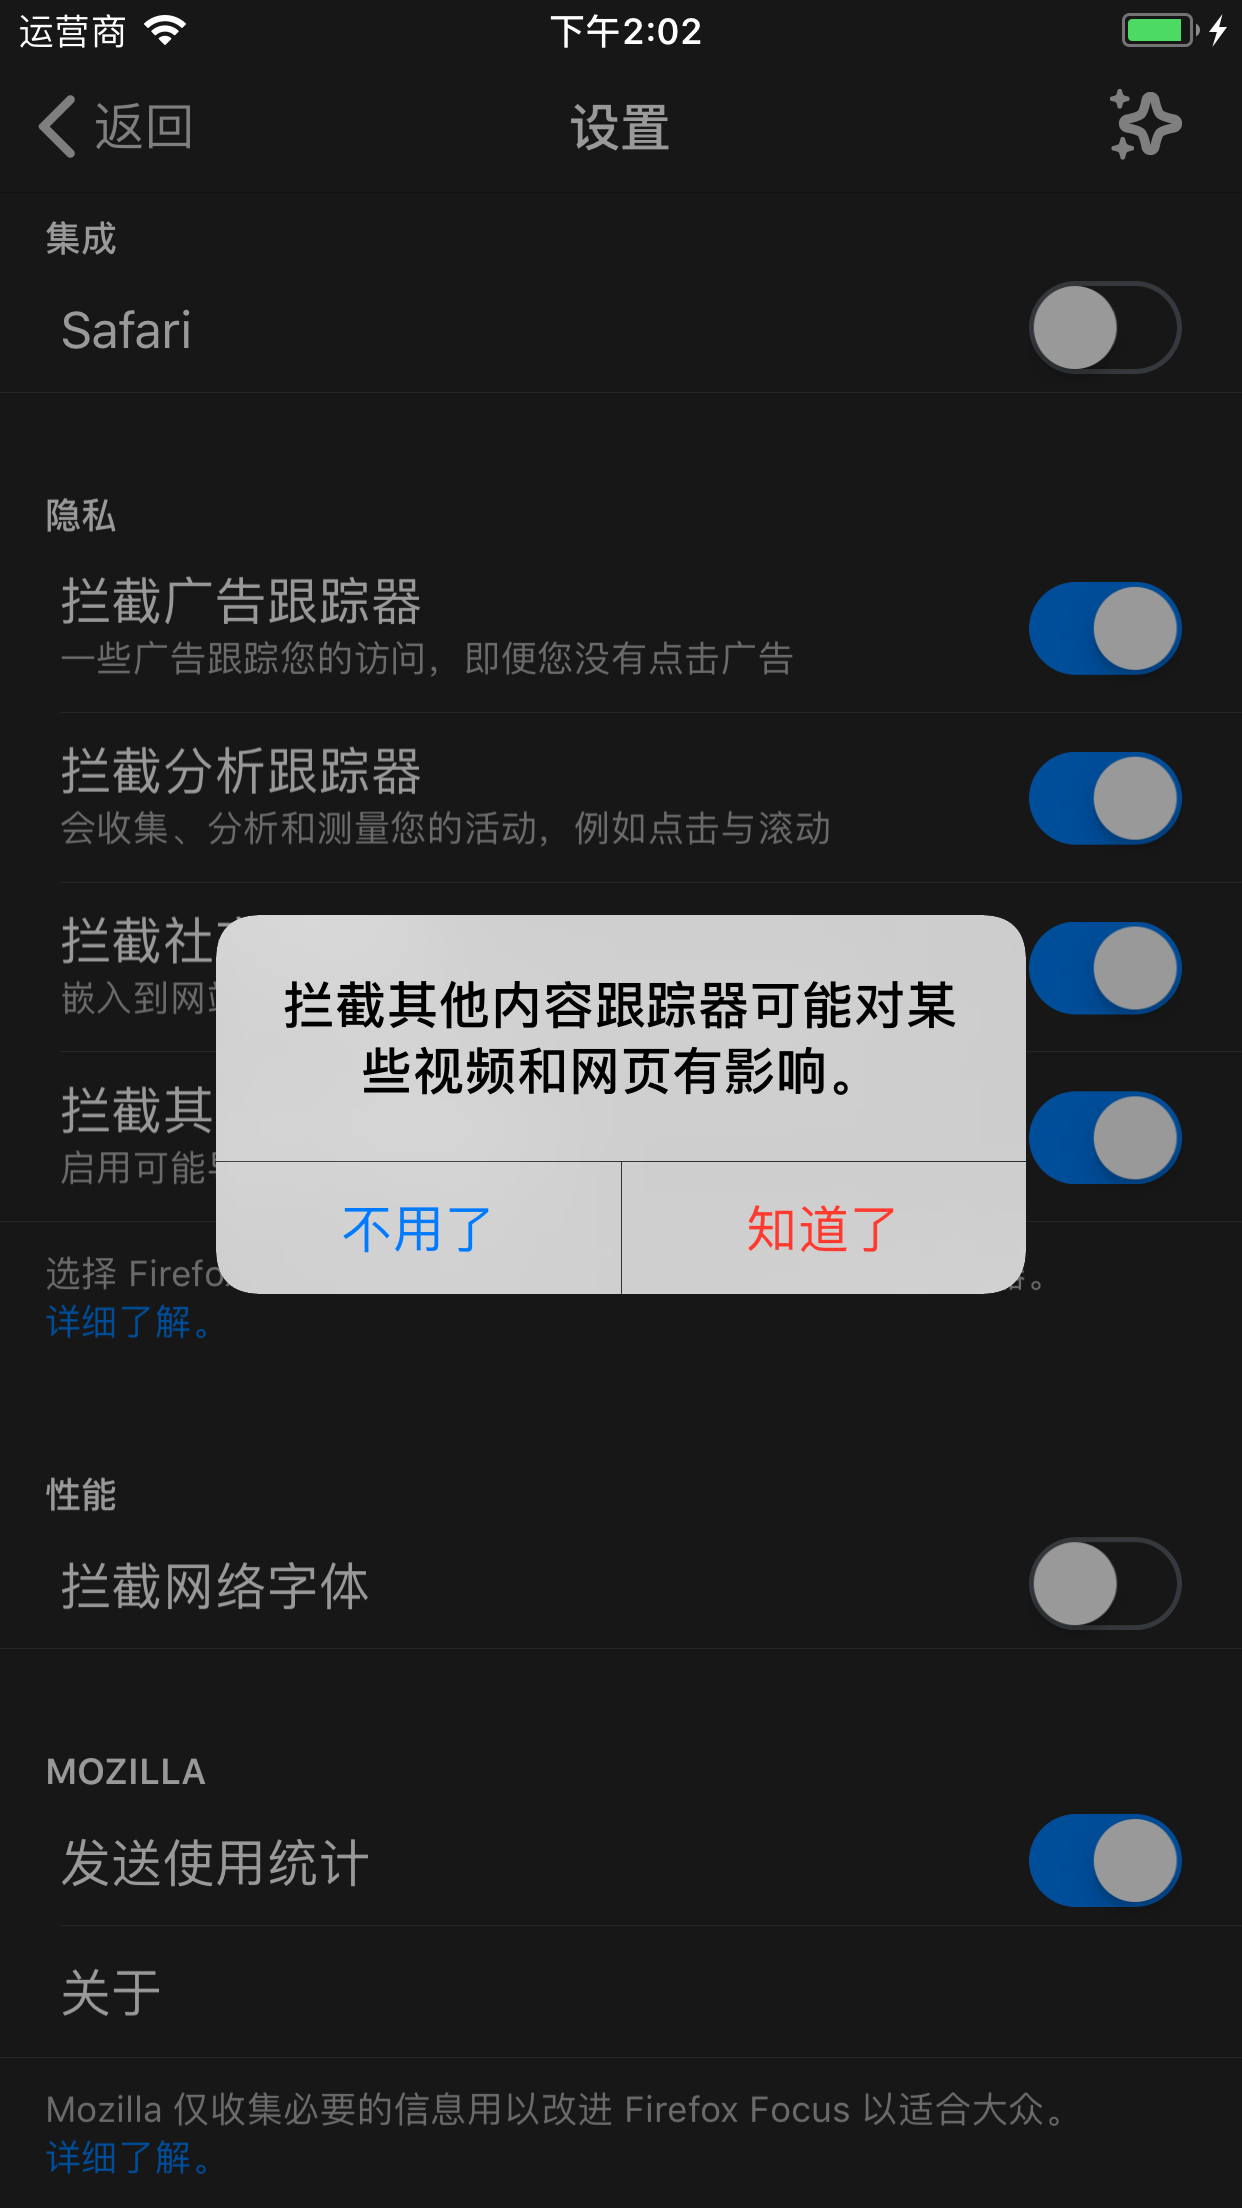 运营商
下午2:02
返回
设置
集成
Safari
隐私
拦截广告跟踪器
一些广告跟踪您的访问，即便您没有点击广告
拦截分析跟踪器
会收集、分析和测量您的活动，例如点击与滚动
拦截社
嵌入到网
拦截其他内容跟踪器可能对某
些视频和网页有影响。
拦截其
启用可能
不用了
知道了
选择 Firefo
详细了解。
性能
拦截网络字体
MOZILLA
发送使用统计
关于
Mozilla 仅收集必要的信息用以改进 Firefox Focus 以适合大众。
详细了解。